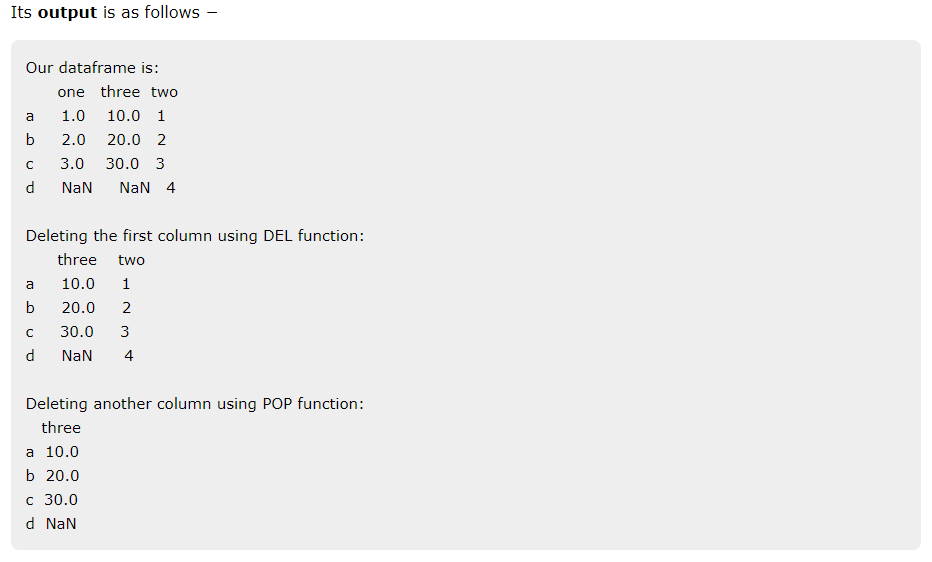 Its output is as follows −
Our dataframe is:
one three two
a 1.0 10.0 1
b 2.0 20.0 2
c 3.0 30.0 3
d NaN NaN 4
Deleting the first column using DEL function:
three two
a 10.0 1
b 20.0 2
c 30.0 3
d NaN 4
Deleting another column using POP function:
three
a 10.0
b 20.0
c 30.0
d NaN